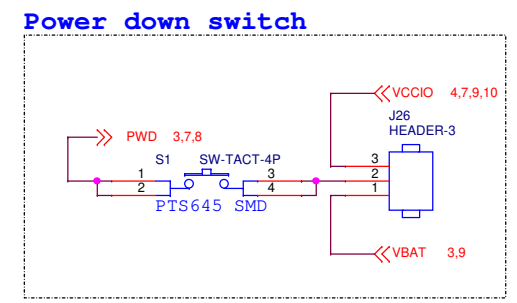 Power down switch
VCCIO 4,7,9,10
J26
HEADER-3
PWD 3,7,8
S1 SW-TACT-4P
3
1 3 2
2 4 1
PTS645 SMD
VBAT 3,9